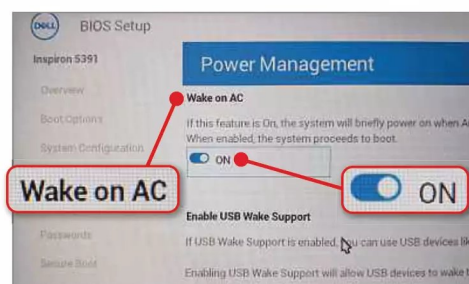 DELL BIOS Setup
Inspiron 5391
Power Management
Overview
Wake on AC
Boot Options
If this feature is On, the system will briefly power on when
When enabled, the system proceeds to boot.
System Configuration
ON
Wake on AC
ON
Enable USB Wake Support
Passwords
If USB Wake Support is enabled, you can use USB devices
Secure Boot
Enabling USB Wake Support will allow USB devices to wake